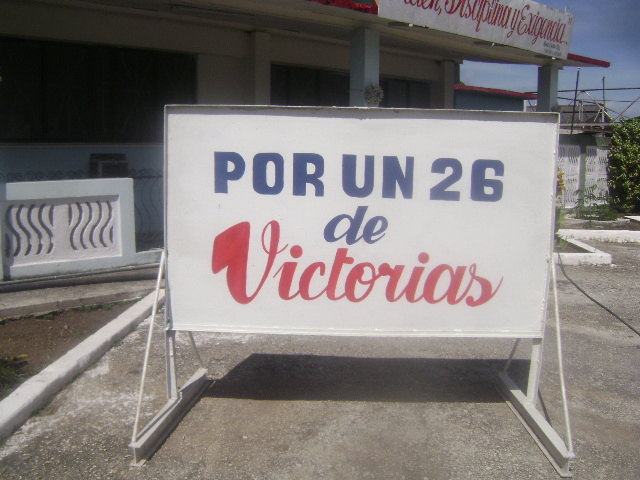 Disciplina y Exigencia
POR UN 26
de
Victorias